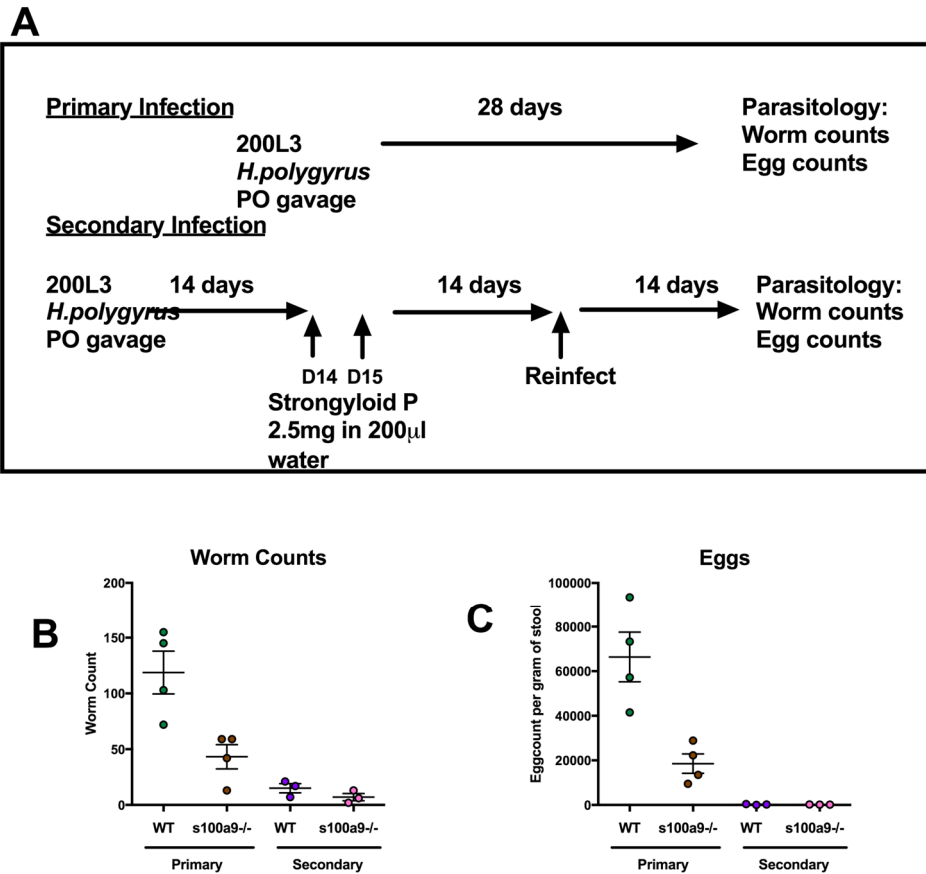 A
Primary Infection
28 days
Parasitology:
200L3
Worm counts
H.polygyrus
Egg counts
PO gavage
Secondary Infection
200L3
14 days
14 days
14 days
Parasitology:
H.polygyrus
Worm counts
PO gavage
Egg counts
D14 D15
Reinfect
Strongyloid P
2.5mg in 200μl
water
B
Worm Counts
Worm Count
200
150
100
50
0
WT
s100a9-/-
WT
s100a9-/-
Primary
Secondary
C
Eggs
Eggcount per gram of stool
100000
80000
60000
40000
20000
0
WT
s100a9-/-
WT
s100a9-/-
Primary
Secondary